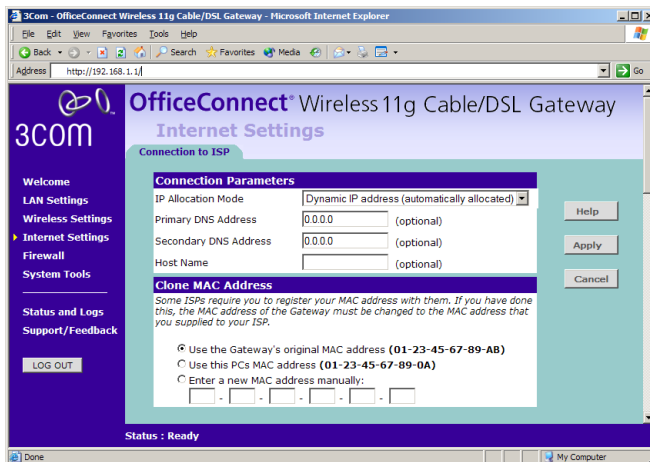 3Com - OfficeConnect Wireless 11g Cable/DSL Gateway - Microsoft Internet Explorer
File Edit View Favorites Tools Help
Back Search Favorites Media
Address http://192.168.1.1/ Go
3COM
OfficeConnect® Wireless 11g Cable/DSL Gateway
Internet Settings
Connection to ISP
Welcome
LAN Settings
Wireless Settings
Internet Settings
Firewall
System Tools
Status and Logs
Support/Feedback
LOG OUT
Connection Parameters
IP Allocation Mode Dynamic IP address (automatically allocated)
Primary DNS Address 0.0.0.0 (optional)
Secondary DNS Address 0.0.0.0 (optional)
Host Name (optional)
Clone MAC Address
Some ISPs require you to register your MAC address with them. If you have done
this, the MAC address of the Gateway must be changed to the MAC address that
you supplied to your ISP.
Use the Gateway's original MAC address (01-23-45-67-89-AB)
Use this PCs MAC address (01-23-45-67-89-0A)
Enter a new MAC address manually:
- - - - -
Help
Apply
Cancel
Status : Ready
Done My Computer